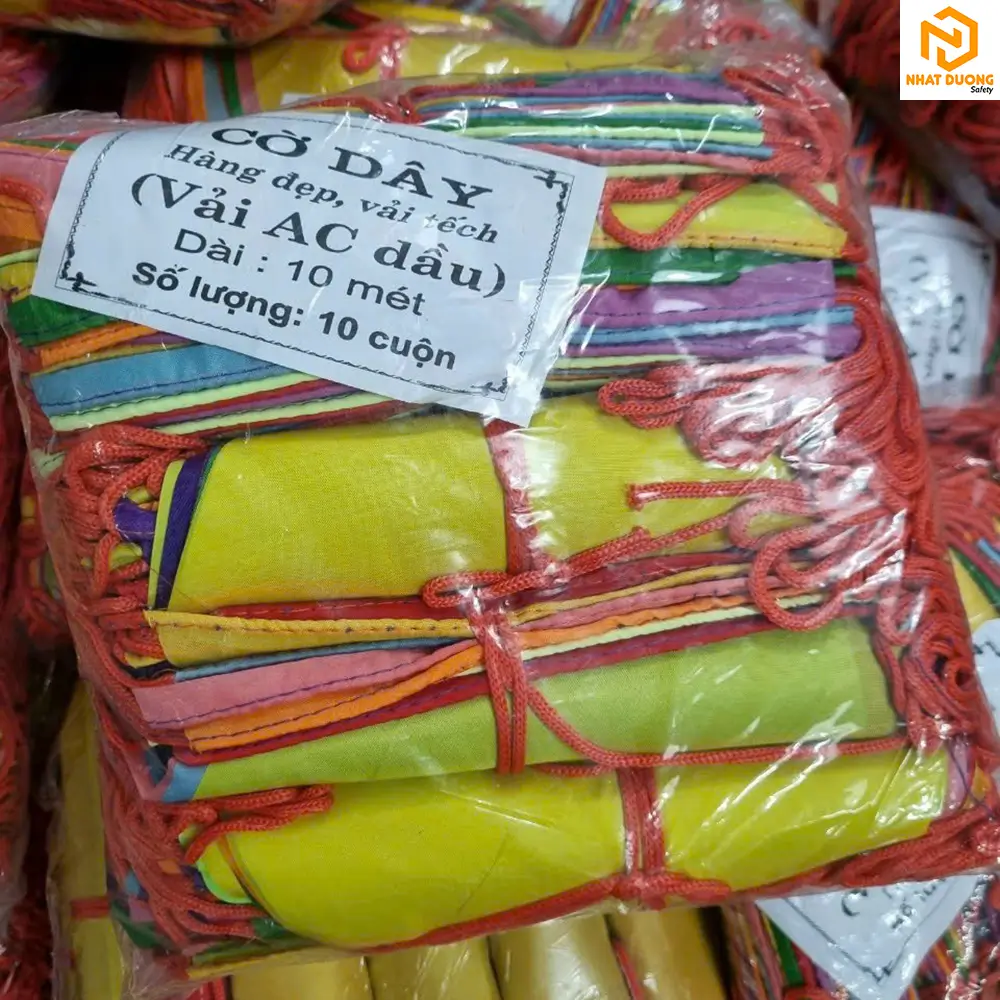 CỜ DÂY
Hàng đẹp, vải tếch
(Vải AC dầu)
Dài : 10 mét
Số lượng: 10 cuộn
NHAT DUONG
Safety